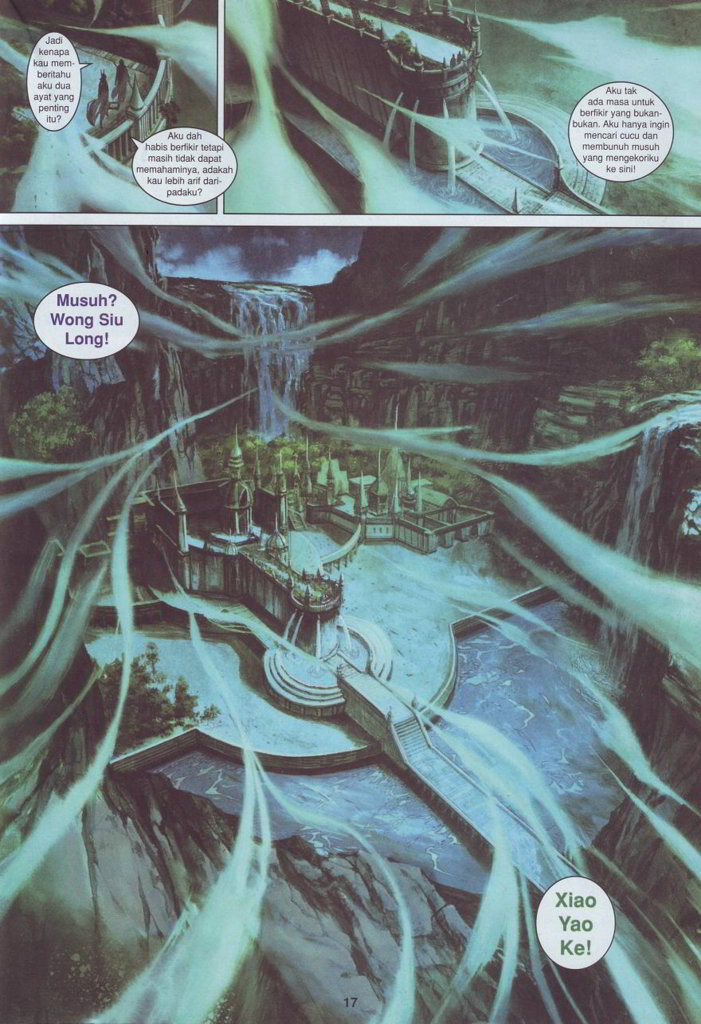 Jadi
kenapa
kau mem-
beritahu
aku dua
ayat yang
penting
itu?
Aku dah
habis berfikir tetapi
masih tidak dapat
memahaminya, adakah
kau lebih arif dari-
padaku?
Aku tak
ada masa untuk
berfikir yang bukan-
bukan. Aku hanya ingin
mencari cucu dan
membunuh musuh
yang mengekoriku
ke sini!
Musuh?
Wong Siu
Long!
Xiao
Yao
Ke!
17